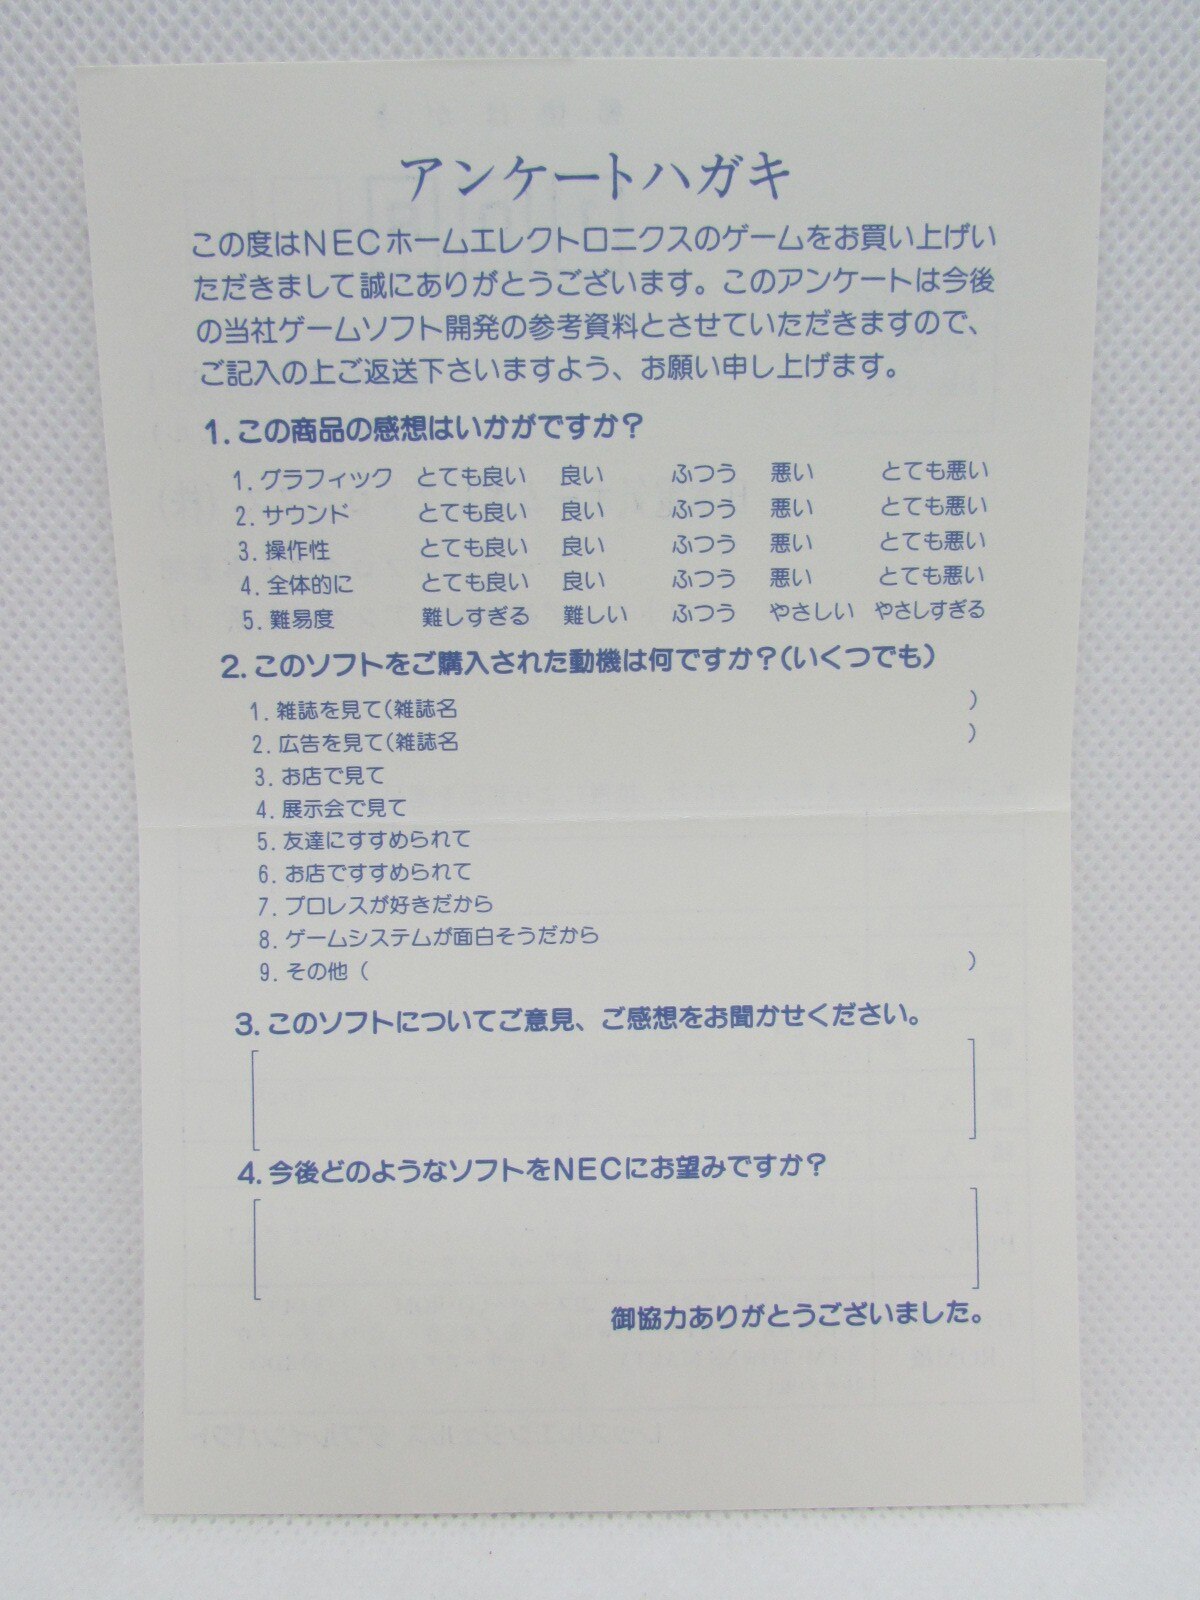 アンケートハガキ
この度はNECホームエレクトロニクスのゲームをお買い上げい
ただきまして誠にありがとうございます。このアンケートは今後
の当社ゲームソフト開発の参考資料とさせていただきますので、
ご記入の上ご返送下さいますよう、お願い申し上げます。
1.この商品の感想はいかがですか?
1.グラフィック とても良い 良い ふつう 悪い とても悪い
2.サウンド とても良い 良い ふつう 悪い とても悪い
3.操作性 とても良い 良い ふつう 悪い とても悪い
4.全体的に とても良い 良い ふつう 悪い とても悪い
5.難易度 難しすぎる 難しい ふつう やさしい やさしすぎる
2.このソフトをご購入された動機は何ですか?(いくつでも)
1.雑誌を見て(雑誌名 )
2.広告を見て(雑誌名 )
3.お店で見て
4.展示会で見て
5.友達にすすめられて
6.お店ですすめられて
7.プロレスが好きだから
8.ゲームシステムが面白そうだから
9.その他( )
3.このソフトについてご意見、ご感想をお聞かせください。
4.今後どのようなソフトをNECにお望みですか?
御協力ありがとうございました。